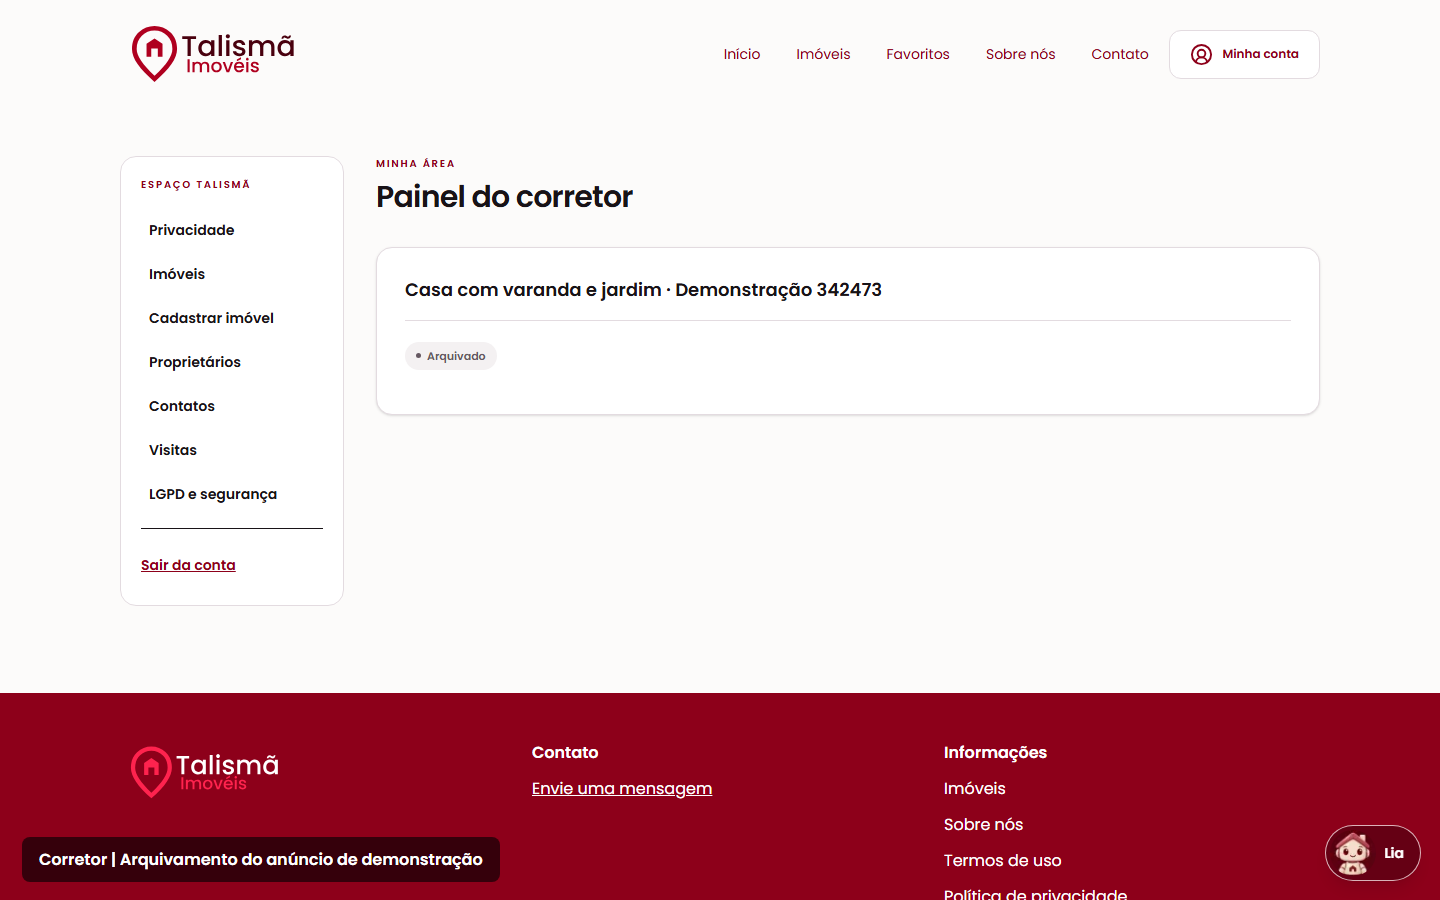 Talismã
Imovéis
Início
Imóveis
Favoritos
Sobre nós
Contato
Minha conta
ESPAÇO TALISMÃ
Privacidade
Imóveis
Cadastrar imóvel
Proprietários
Contatos
Visitas
LGPD e segurança
Sair da conta
MINHA ÁREA
Painel do corretor
Casa com varanda e jardim · Demonstração 342473
Arquivado
Talismã
Imovéis
Contato
Envie uma mensagem
Informações
Imóveis
Sobre nós
Termos de uso
Política de privacidade
Corretor | Arquivamento do anúncio de demonstração
Lia